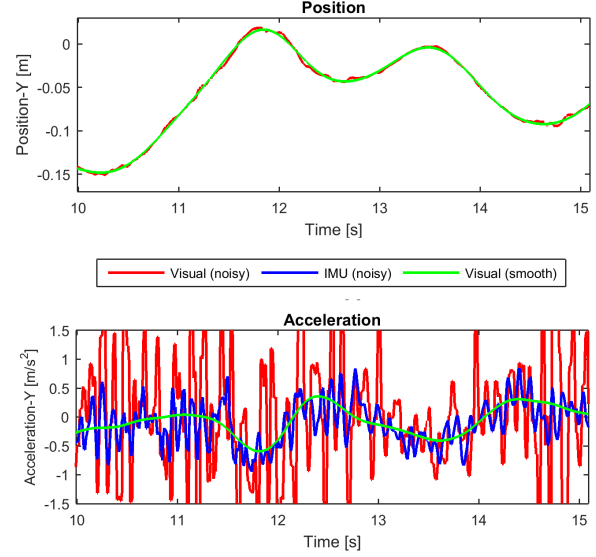 Position
Position-Y [m]
0
-0.05
-0.1
-0.15
10 11 12 13 14 15
Time [s]
Visual (noisy) IMU (noisy) Visual (smooth)
Acceleration
Acceleration-Y [m/s²]
1.5
1
0.5
0
-0.5
-1
-1.5
10 11 12 13 14 15
Time [s]